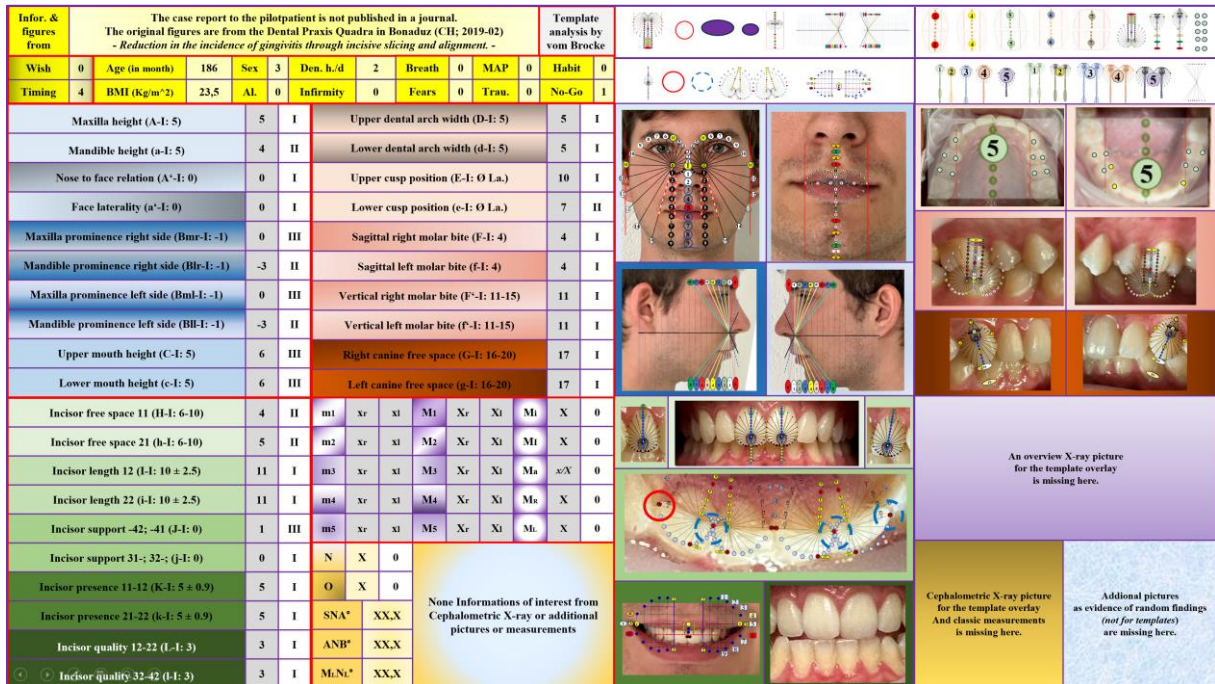 Infor. &
figures
from
The case report to the pilotpatient is not published in a journal.
The original figures are from the Dental Praxis Quadra in Bonaduz (CH; 2019-02)
- Reduction in the incidence of gingivitis through incisive slicing and alignment. -
Template
analysis by
vom Brocke
Wish 0 Age (in month) 186 Sex 3 Den. h./d 2 Breath 0 MAP 0 Habit 0
Timing 4 BMI (Kg/m^2) 23,5 Al. 0 Infirmity 0 Fears 0 Trau. 0 No-Go 1
Maxilla height (A-I: 5) 5 I
Mandible height (a-I: 5) 4 II
Nose to face relation (A‘-I: 0) 0 I
Face laterality (a‘-I: 0) 0 I
Maxilla prominence right side (Bmr-I: -1) 0 III
Mandible prominence right side (Blr-I: -1) -3 II
Maxilla prominence left side (Bml-I: -1) 0 III
Mandible prominence left side (Bll-I: -1) -3 II
Upper mouth height (C-I: 5) 6 III
Lower mouth height (c-I: 5) 6 III
Upper dental arch width (D-I: 5) 5 I
Lower dental arch width (d-I: 5) 5 I
Upper cusp position (E-I: Ø La.) 10 I
Lower cusp position (e-I: Ø La.) 7 II
Sagittal right molar bite (F-I: 4) 4 I
Sagittal left molar bite (f-I: 4) 4 I
Vertical right molar bite (F‘-I: 11-15) 11 I
Vertical left molar bite (f‘-I: 11-15) 11 I
Right canine free space (G-I: 16-20) 17 I
Left canine free space (g-I: 16-20) 17 I
Incisor free space 11 (H-I: 6-10) 4 II
Incisor free space 21 (h-I: 6-10) 5 II
Incisor length 12 (I-I: 10 ± 2.5) 11 I
Incisor length 22 (i-I: 10 ± 2.5) 11 I
Incisor support -42; -41 (J-I: 0) 1 III
Incisor support 31-; 32-; (j-I: 0) 0 I
Incisor presence 11-12 (K-I: 5 ± 0.9) 5 I
Incisor presence 21-22 (k-I: 5 ± 0.9) 5 I
Incisor quality 12-22 (L-I: 3) 3 I
Incisor quality 32-42 (l-I: 3) 3 I
m1 xr xl M1 Xr Xl Mi X 0
m2 xr xl M2 Xr Xl MI X 0
m3 xr xl M3 Xr Xl Ma x/X 0
m4 xr xl M4 Xr Xl MR X 0
m5 xr xl M5 Xr Xl ML X 0
N X 0
O X 0
SNA° XX,X
ANB° XX,X
MLNL° XX,X
None Informations of interest from
Cephalometric X-ray or additional
pictures or measurements
5
5
An overview X-ray picture
for the template overlay
is missing here.
Cephalometric X-ray picture
for the template overlay
And classic measurements
is missing here.
Addional pictures
as evidence of random findings
(not for templates)
are missing here.